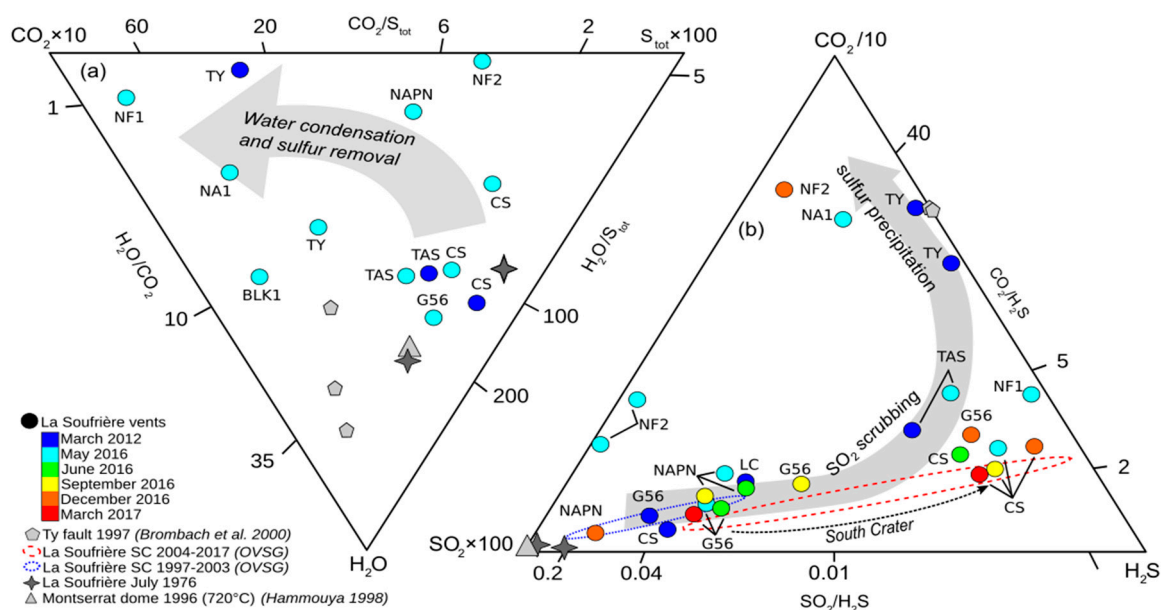 CO₂×10
60
20
CO₂/Sₜₒₜ
6
2
Sₜₒₜ×100
(a)
1
10
35
H₂O/CO₂
H₂O
5
100
200
H₂O/Sₜₒₜ
TY
NF1
NAPN
NF2
Water condensation
and sulfur removal
NA1
CS
TY
BLK1
TAS
TAS
CS
CS
G56
La Soufrière vents
March 2012
May 2016
June 2016
September 2016
December 2016
March 2017
Ty fault 1997 (Brombach et al. 2000)
La Soufrière SC 2004-2017 (OVSG)
La Soufrière SC 1997-2003 (OVSG)
La Soufrière July 1976
Montserrat dome 1996 (720°C) (Hammouya 1998)
CO₂/10
(b)
40
5
2
CO₂/H₂S
NF2
NA1
TY
sulfur precipitation
TY
TAS
NF1
NF2
SO₂ scrubbing
G56
NAPN
LC
G56
CS
NAPN
G56
CS
G56
CS
South Crater
SO₂×100
0.2
0.04
0.01
H₂S
SO₂/H₂S